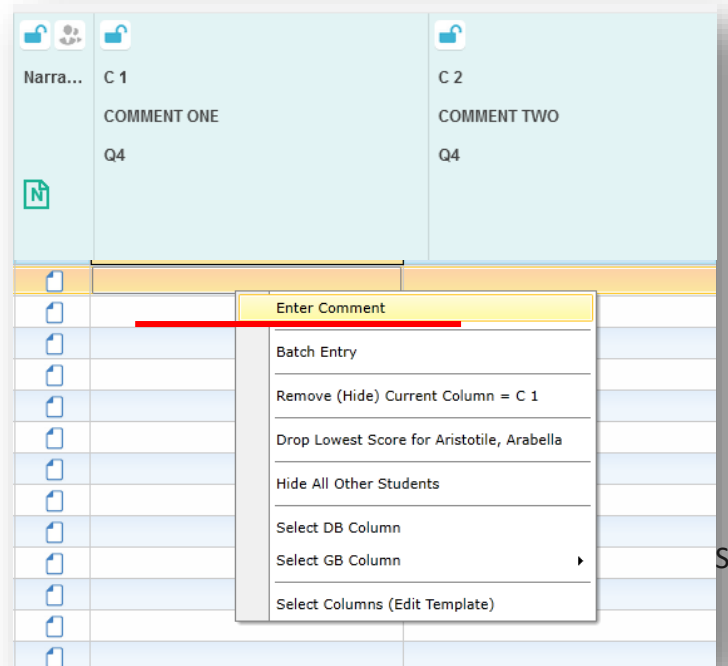 Narra...
C 1
C 2
COMMENT ONE
COMMENT TWO
Q4
Q4
N
Enter Comment
Batch Entry
Remove (Hide) Current Column = C 1
Drop Lowest Score for Aristotile, Arabella
Hide All Other Students
Select DB Column
S
Select GB Column
Select Columns (Edit Template)